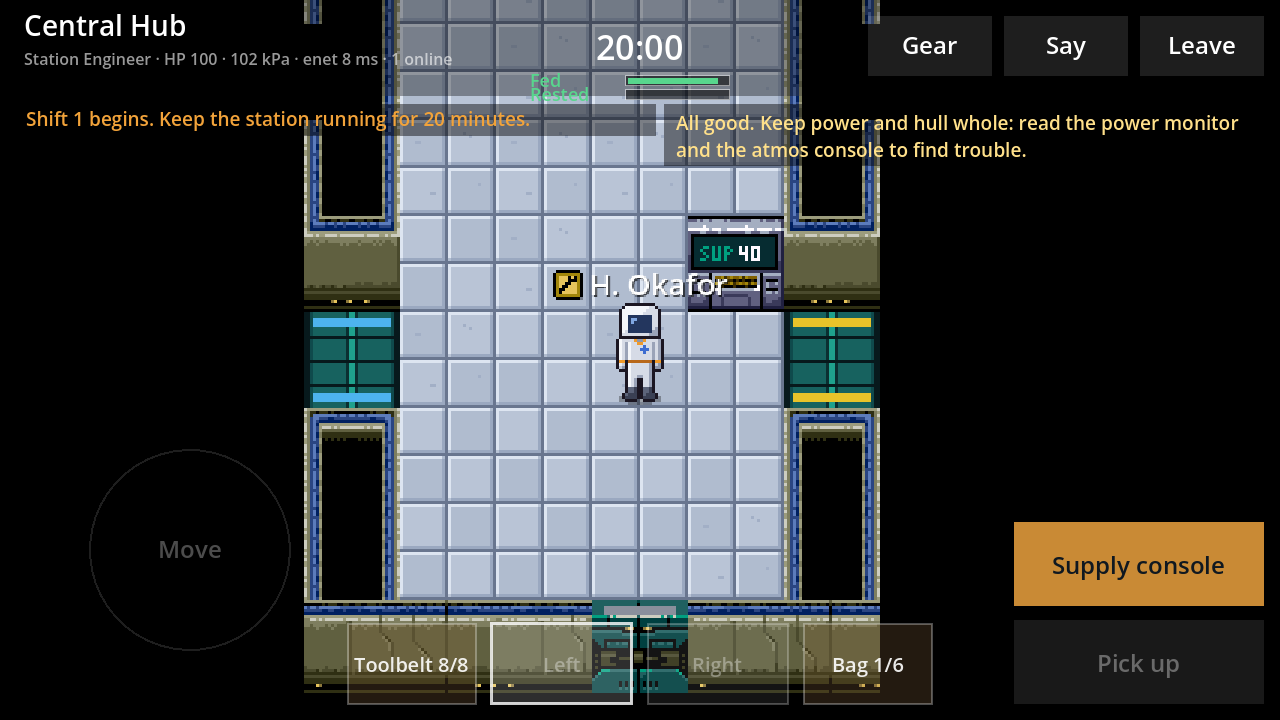 Central Hub
Station Engineer · HP 100 · 102 kPa · enet 8 ms · 1 online
20:00
Gear
Say
Leave
Fed
Rested
Shift 1 begins. Keep the station running for 20 minutes.
All good. Keep power and hull whole: read the power monitor
and the atmos console to find trouble.
SUP 40
H. Okafor
Move
Supply console
Toolbelt 8/8
Left
Right
Bag 1/6
Pick up